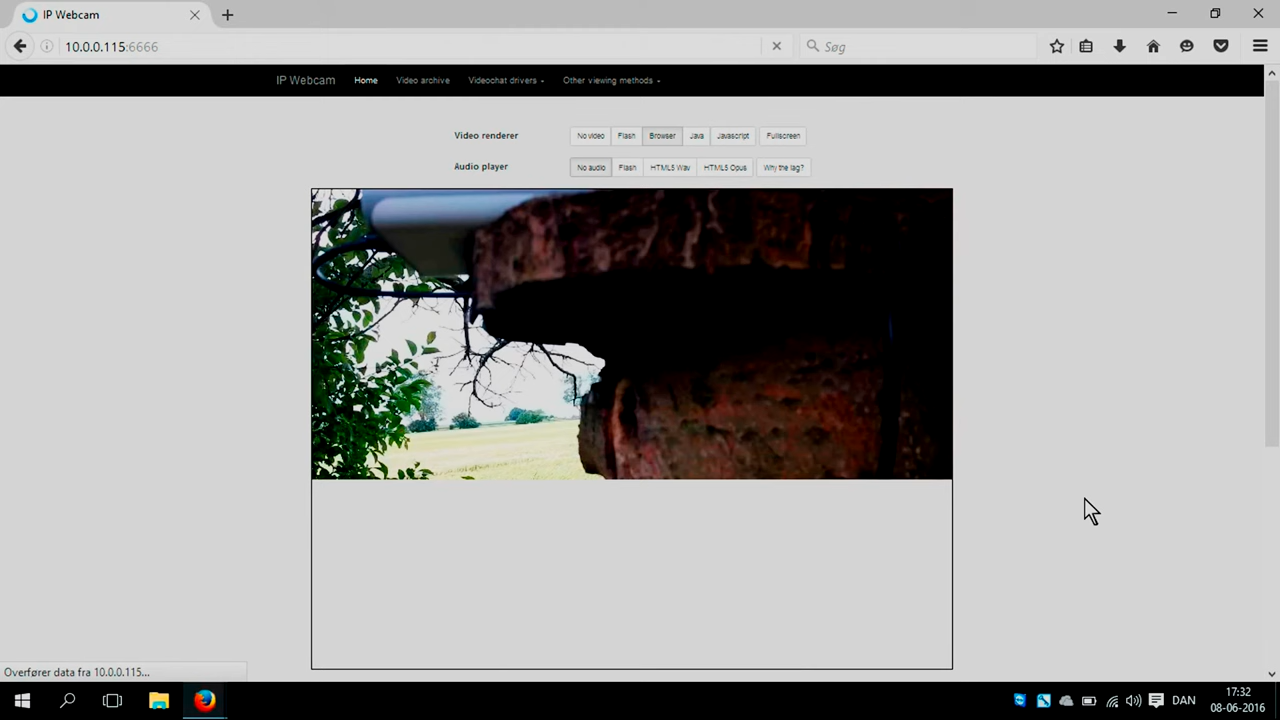 IP Webcam
10.0.0.115:6666
Søg
IP Webcam Home Video archive Videochat drivers Other viewing methods
Video renderer No video Flash Browser Java Javascript Fullscreen
Audio player No audio Flash HTML5 Wav HTML5 Opus Why the lag?
Overfører data fra 10.0.0.115...
DAN
17:32
08-06-2016